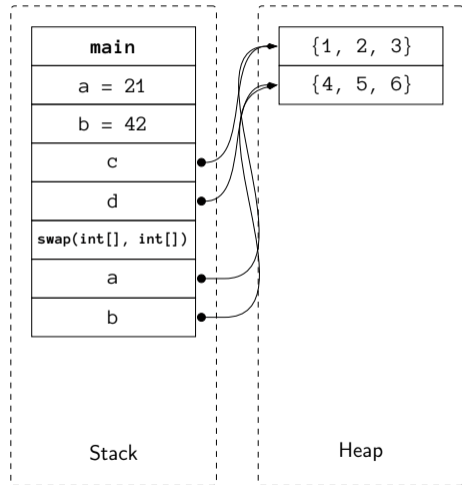 main
a = 21
b = 42
c
d
swap(int[], int[])
a
b
Stack
{1, 2, 3}
{4, 5, 6}
Heap